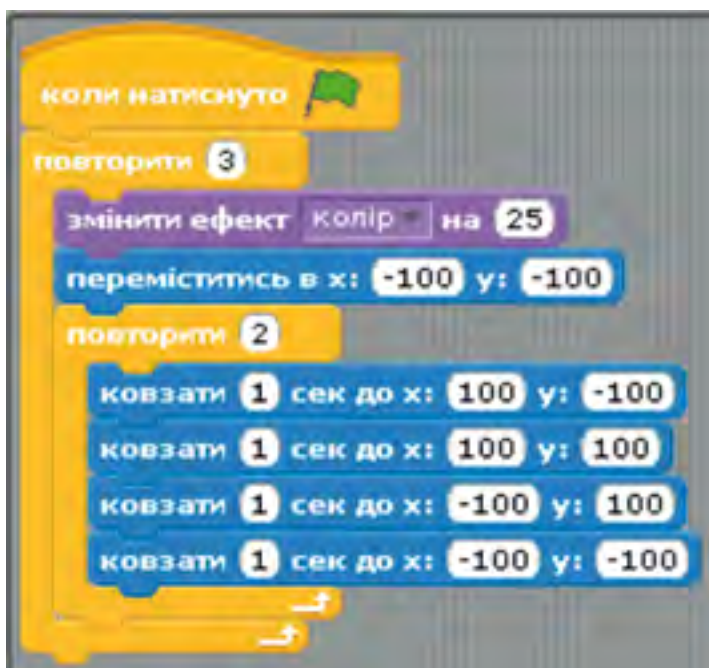 коли натиснуто
повторити 3
змінити ефект колір на 25
переміститись в x: -100 y: -100
повторити 2
ковзати 1 сек до x: 100 y: -100
ковзати 1 сек до x: 100 y: 100
ковзати 1 сек до x: -100 y: 100
ковзати 1 сек до x: -100 y: -100